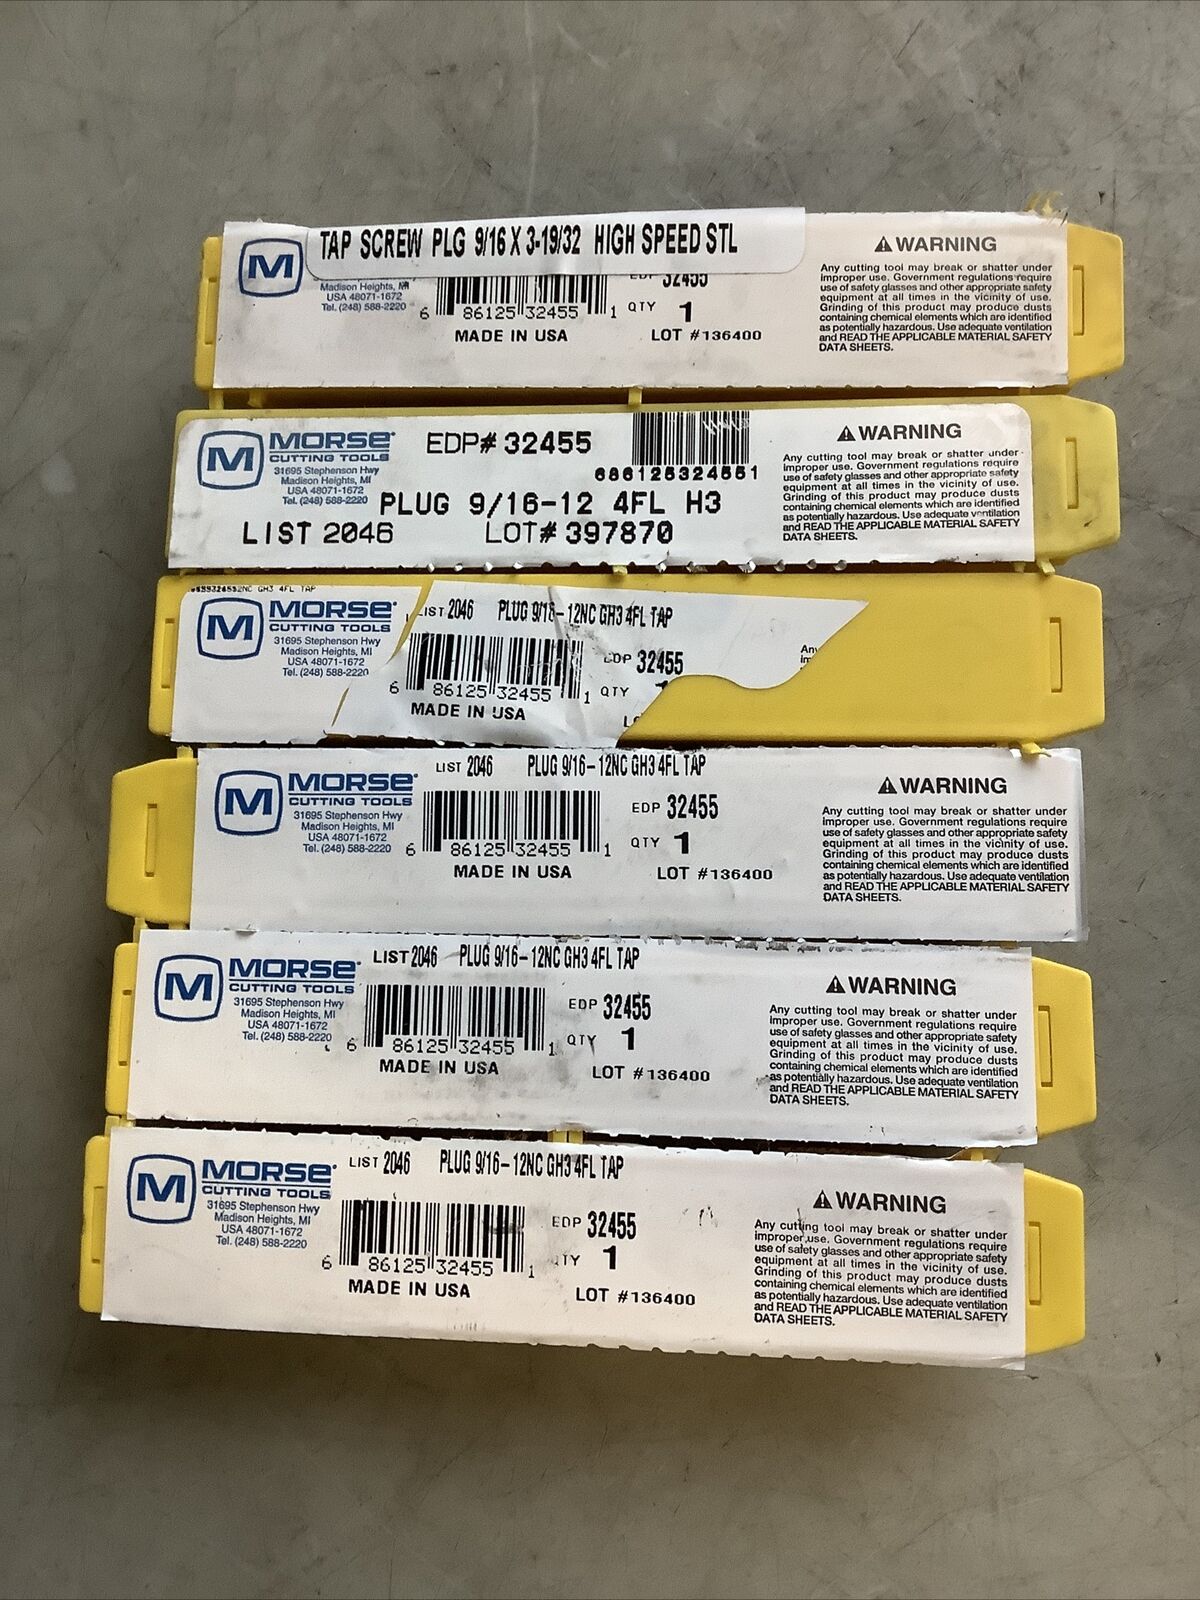 TAP SCREW PLG 9/16 X 3-19/32 HIGH SPEED STL
M
Madison Heights, MI
USA 48071-1672
Tel. (248) 588-2220
6 86125 32455 1
MADE IN USA
EDP 32455
QTY 1
LOT #136400
WARNING
Any cutting tool may break or shatter under
improper use. Government regulations require
use of safety glasses and other appropriate safety
equipment at all times in the vicinity of use.
Grinding of this product may produce dusts
containing chemical elements which are identified
as potentially hazardous. Use adequate ventilation
and READ THE APPLICABLE MATERIAL SAFETY
DATA SHEETS.
M MORSE
CUTTING TOOLS
31695 Stephenson Hwy
Madison Heights, MI
USA 48071-1672
Tel. (248) 588-2220
EDP# 32455
686125324551
PLUG 9/16-12 4FL H3
LIST 2046 LOT# 397870
WARNING
Any cutting tool may break or shatter under
improper use. Government regulations require
use of safety glasses and other appropriate safety
equipment at all times in the vicinity of use.
Grinding of this product may produce dusts
containing chemical elements which are identified
as potentially hazardous. Use adequate ventilation
and READ THE APPLICABLE MATERIAL SAFETY
DATA SHEETS.
GH3 4FL TAP
M MORSE
CUTTING TOOLS
31695 Stephenson Hwy
Madison Heights, MI
USA 48071-1672
Tel. (248) 588-2220
LIST 2046 PLUG 9/16-12NC GH3 4FL TAP
6 86125 32455 1
MADE IN USA
EDP 32455
QTY 1
Any
M MORSE
CUTTING TOOLS
31695 Stephenson Hwy
Madison Heights, MI
USA 48071-1672
Tel. (248) 588-2220
LIST 2046 PLUG 9/16-12NC GH3 4FL TAP
6 86125 32455 1
MADE IN USA
EDP 32455
QTY 1
LOT #136400
WARNING
Any cutting tool may break or shatter under
improper use. Government regulations require
use of safety glasses and other appropriate safety
equipment at all times in the vicinity of use.
Grinding of this product may produce dusts
containing chemical elements which are identified
as potentially hazardous. Use adequate ventilation
and READ THE APPLICABLE MATERIAL SAFETY
DATA SHEETS.
M MORSE
CUTTING TOOLS
31695 Stephenson Hwy
Madison Heights, MI
USA 48071-1672
Tel. (248) 588-2220
LIST 2046 PLUG 9/16-12NC GH3 4FL TAP
6 86125 32455 1
MADE IN USA
EDP 32455
QTY 1
LOT #136400
WARNING
Any cutting tool may break or shatter under
improper use. Government regulations require
use of safety glasses and other appropriate safety
equipment at all times in the vicinity of use.
Grinding of this product may produce dusts
containing chemical elements which are identified
as potentially hazardous. Use adequate ventilation
and READ THE APPLICABLE MATERIAL SAFETY
DATA SHEETS.
M MORSE
CUTTING TOOLS
31695 Stephenson Hwy
Madison Heights, MI
USA 48071-1672
Tel. (248) 588-2220
LIST 2046 PLUG 9/16-12NC GH3 4FL TAP
6 86125 32455 1
MADE IN USA
EDP 32455
QTY 1
LOT #136400
WARNING
Any cutting tool may break or shatter under
improper use. Government regulations require
use of safety glasses and other appropriate safety
equipment at all times in the vicinity of use.
Grinding of this product may produce dusts
containing chemical elements which are identified
as potentially hazardous. Use adequate ventilation
and READ THE APPLICABLE MATERIAL SAFETY
DATA SHEETS.